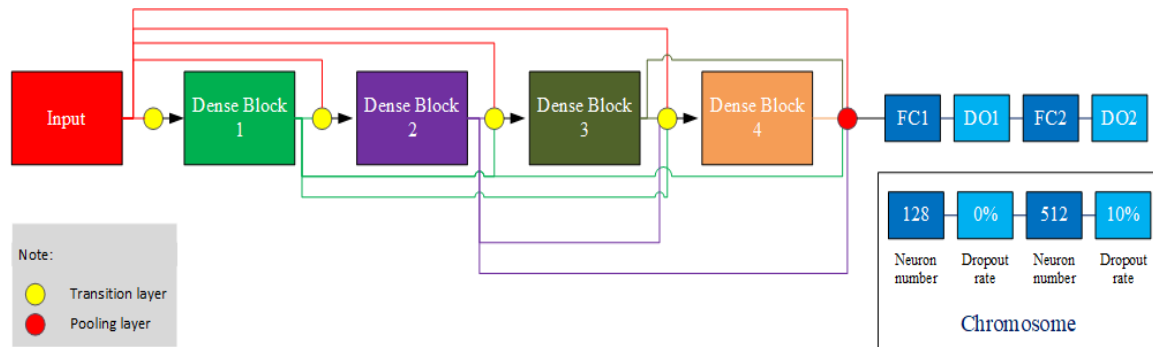 Input
Dense Block
1
Dense Block
2
Dense Block
3
Dense Block
4
FC1
DO1
FC2
DO2
128
0%
512
10%
Neuron
number
Dropout
rate
Neuron
number
Dropout
rate
Chromosome
Note:
Transition layer
Pooling layer